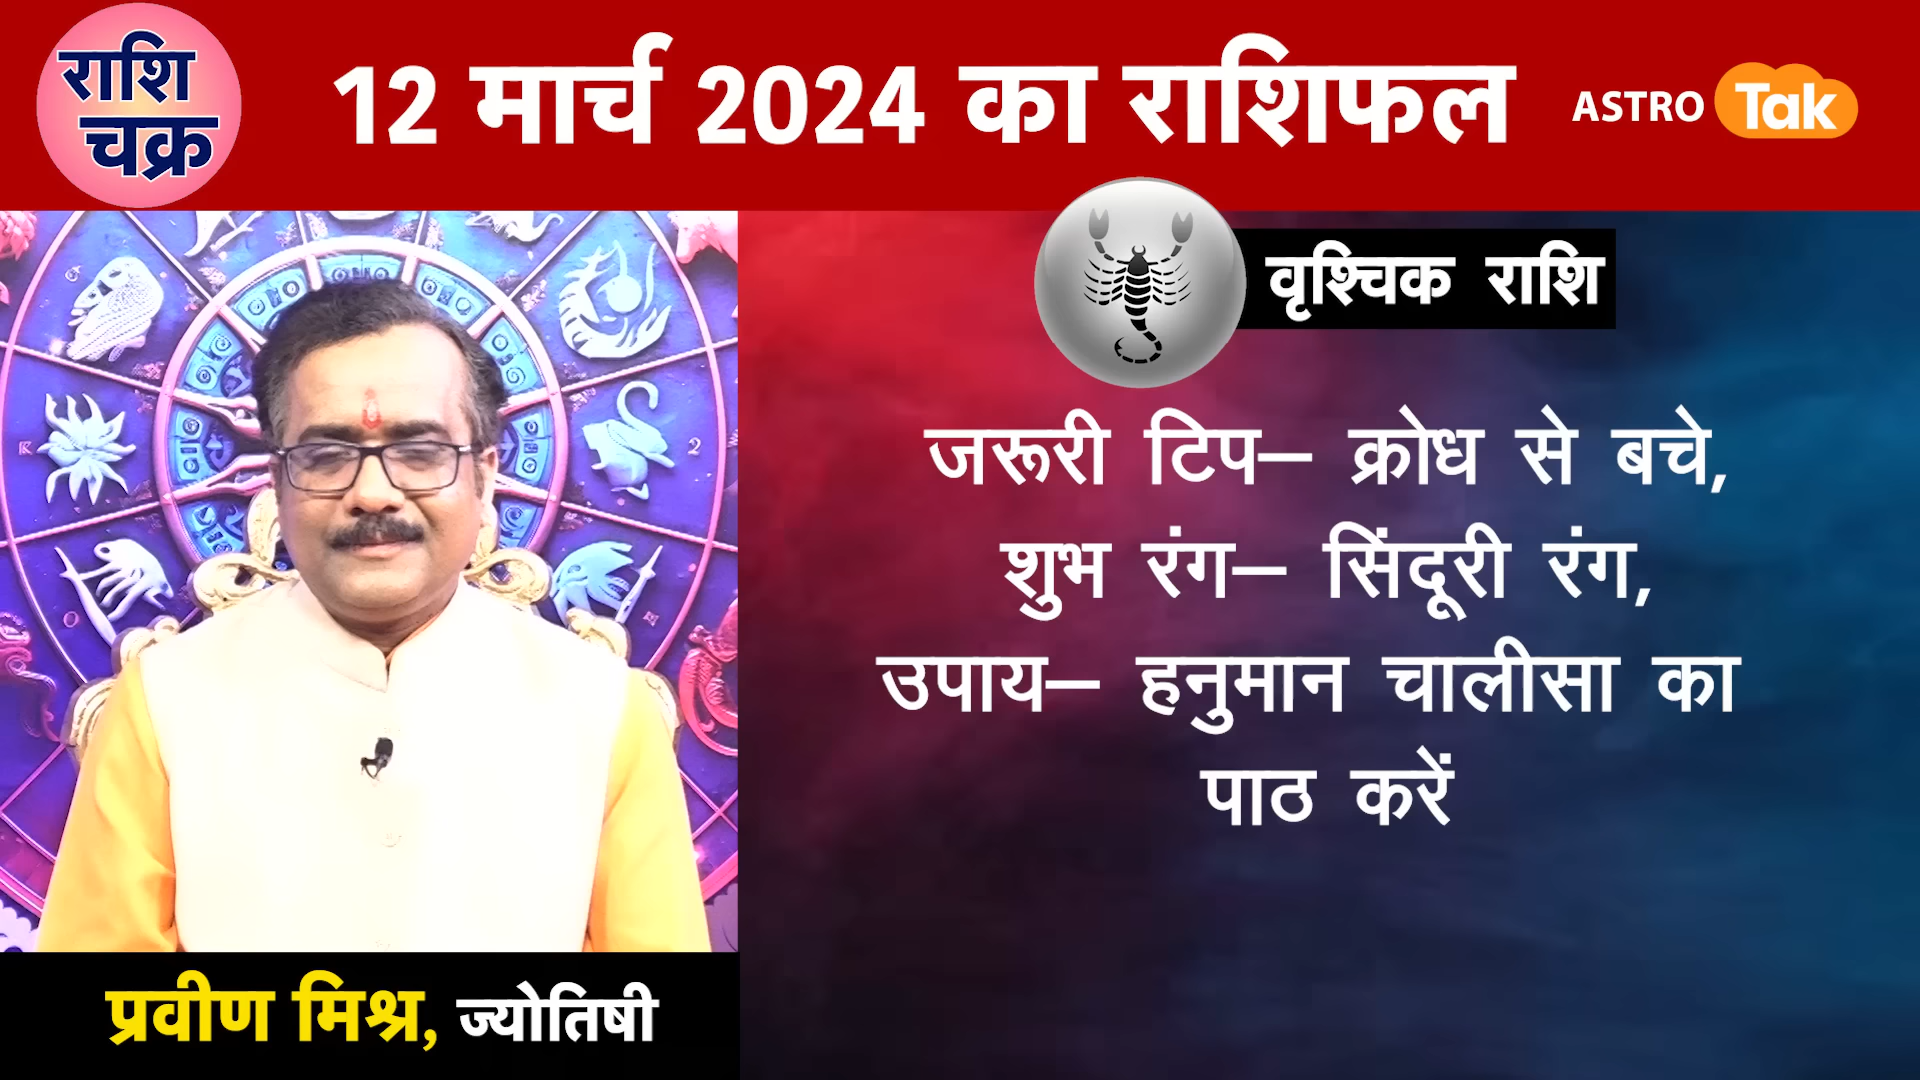 राशि
चक्र
12 मार्च 2024 का राशिफल
ASTRO Tak
वृश्चिक राशि
जरूरी टिप– क्रोध से बचे,
शुभ रंग– सिंदूरी रंग,
उपाय– हनुमान चालीसा का
पाठ करें
प्रवीण मिश्र, ज्योतिषी